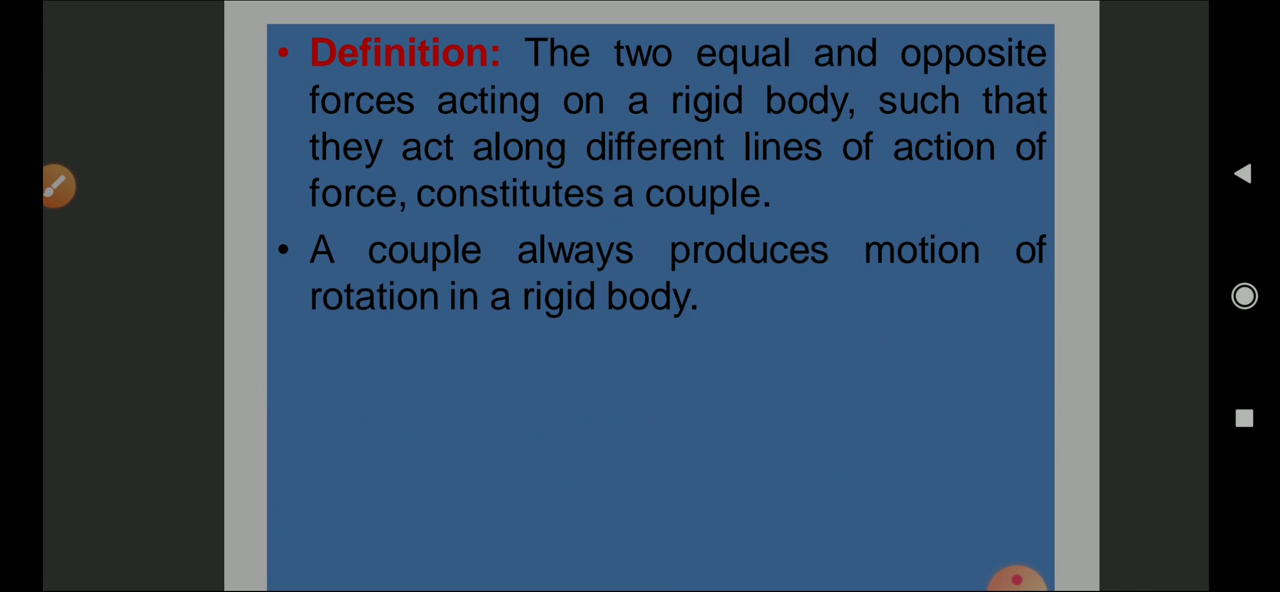 • Definition: The two equal and opposite
forces acting on a rigid body, such that
they act along different lines of action of
force, constitutes a couple.
• A couple always produces motion of
rotation in a rigid body.